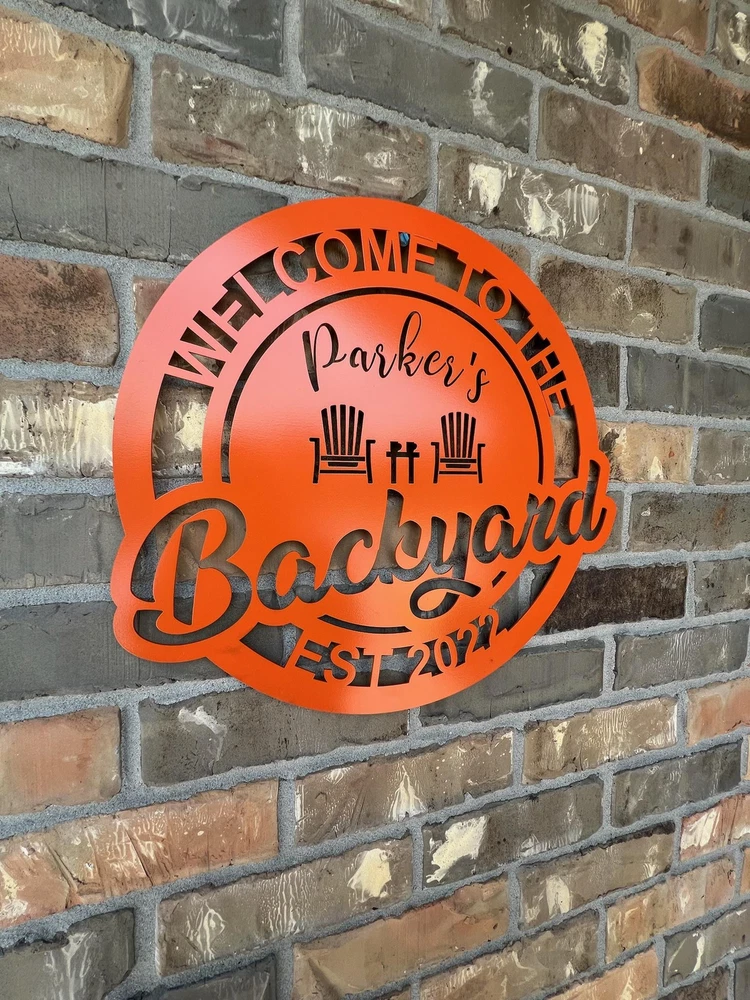 WELCOME TO THE
Parker's
Backyard
EST 2022